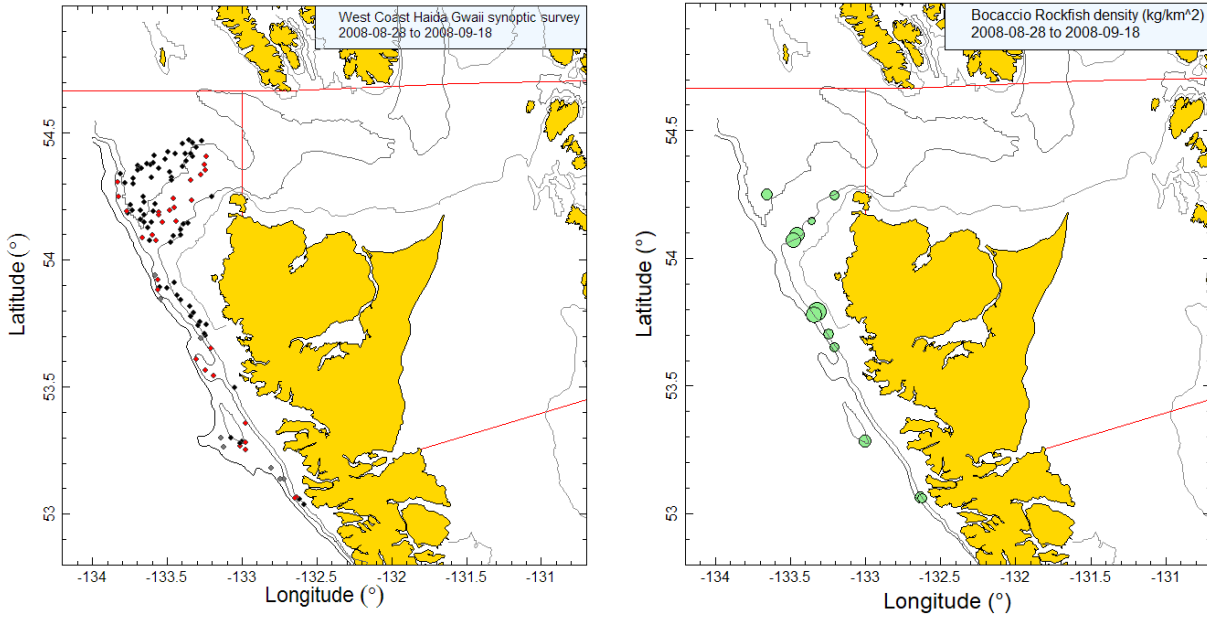 West Coast Haida Gwaii synoptic survey
2008-08-28 to 2008-09-18
54.5
54
53.5
53
Latitude (°)
-134
-133.5
-133
-132.5
-132
-131.5
-131
Longitude (°)
Bocaccio Rockfish density (kg/km^2)
2008-08-28 to 2008-09-18
54.5
54
53.5
53
Latitude (°)
-134
-133.5
-133
-132.5
-132
-131.5
-131
Longitude (°)